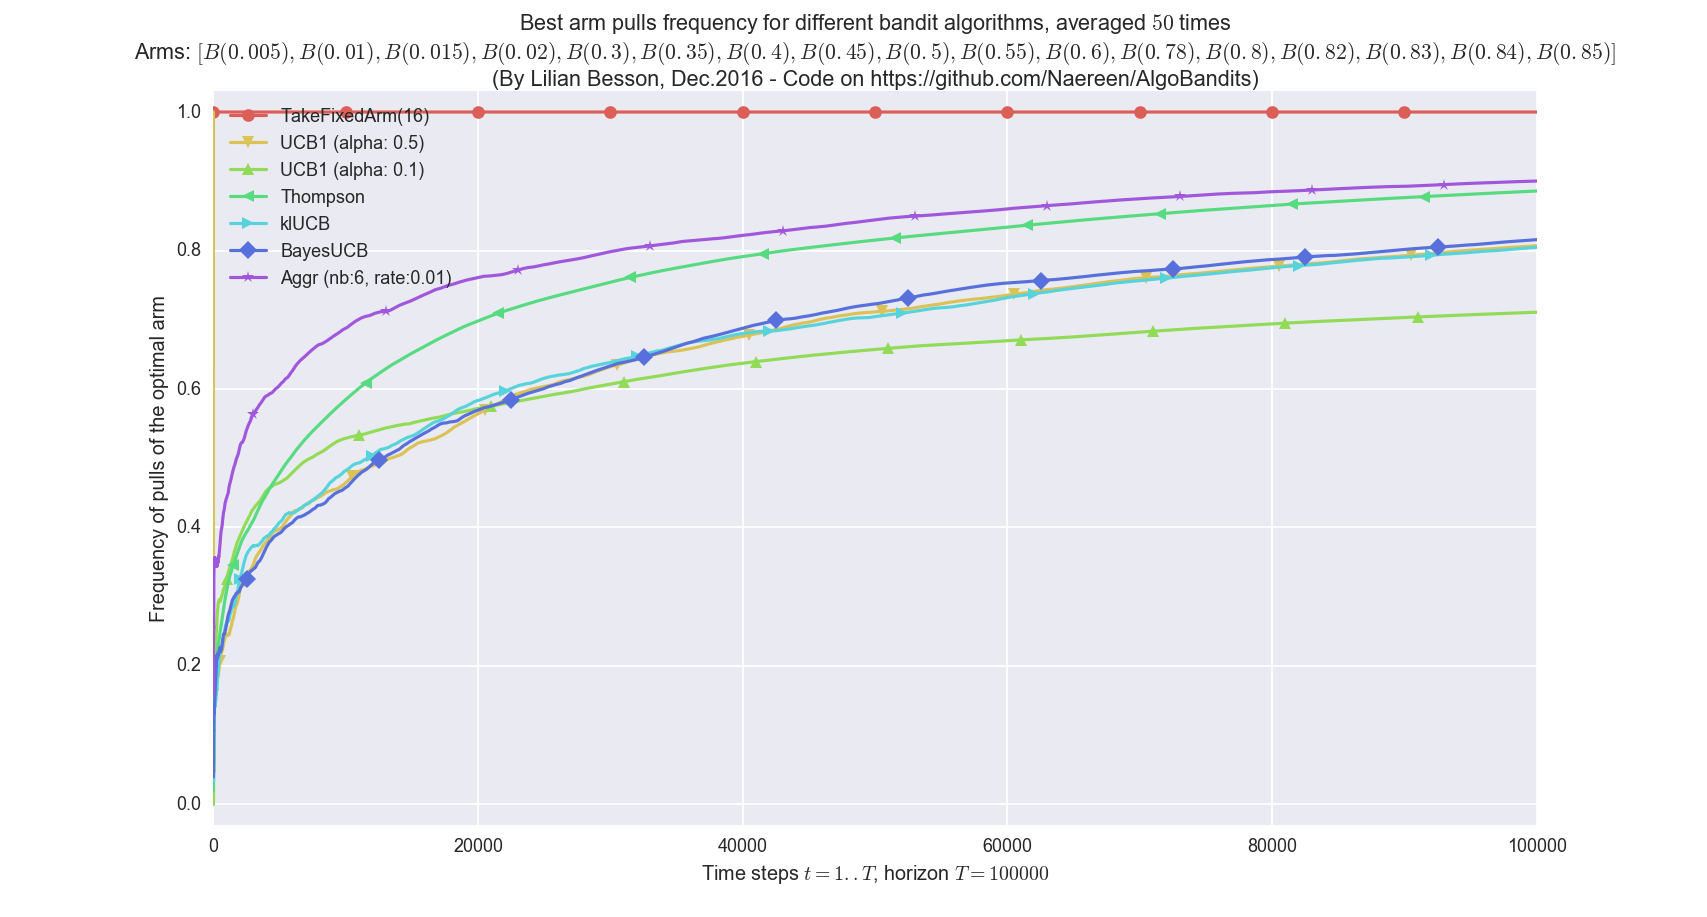 Best arm pulls frequency for different bandit algorithms, averaged 50 times
Arms: [B(0.005), B(0.01), B(0.015), B(0.02), B(0.3), B(0.35), B(0.4), B(0.45), B(0.5), B(0.55), B(0.6), B(0.78), B(0.8), B(0.82), B(0.83), B(0.84), B(0.85)]
(By Lilian Besson, Dec.2016 - Code on https://github.com/Naereen/AlgoBandits)
TakeFixedArm(16)
UCB1 (alpha: 0.5)
UCB1 (alpha: 0.1)
Thompson
klUCB
BayesUCB
Aggr (nb:6, rate:0.01)
Frequency of pulls of the optimal arm
1.0
0.8
0.6
0.4
0.2
0.0
0 20000 40000 60000 80000 100000
Time steps t = 1..T, horizon T = 100000